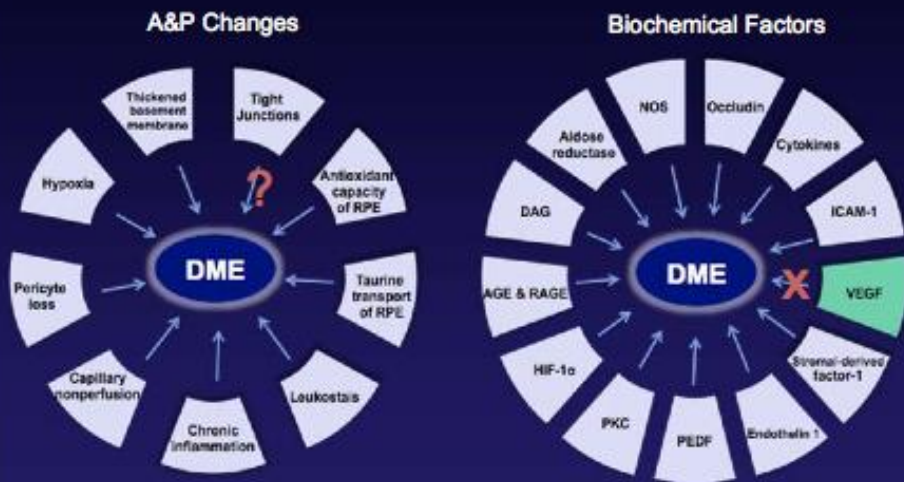 A&P Changes
Thickened
basement
membrane
Tight
Junctions
?
Antioxidant
capacity
of RPE
Taurine
transport
of RPE
Leukostais
Chronic
inflammation
Capillary
nonperfusion
Pericyte
loss
Hypoxia
DME
Biochemical Factors
NOS
Occludin
Cytokines
ICAM-1
VEGF
X
Stromal-derived
factor-1
Endothelin 1
PEDF
PKC
HIF-1α
AGE & RAGE
DAG
Aldose
reductase
DME